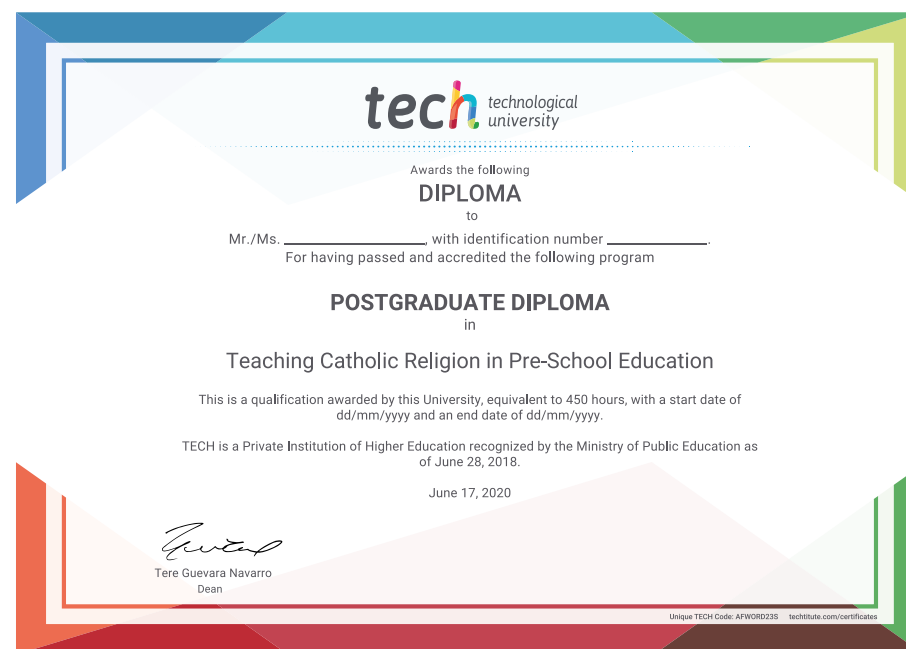 tech technological
university
Awards the following
DIPLOMA
to
Mr./Ms. ____________________, with identification number ______________.
For having passed and accredited the following program
POSTGRADUATE DIPLOMA
in
Teaching Catholic Religion in Pre-School Education
This is a qualification awarded by this University, equivalent to 450 hours, with a start date of
dd/mm/yyyy and an end date of dd/mm/yyyy.
TECH is a Private Institution of Higher Education recognized by the Ministry of Public Education as
of June 28, 2018.
June 17, 2020
Tere Guevara Navarro
Dean
Unique TECH Code: AFWORD23S techtitute.com/certificates